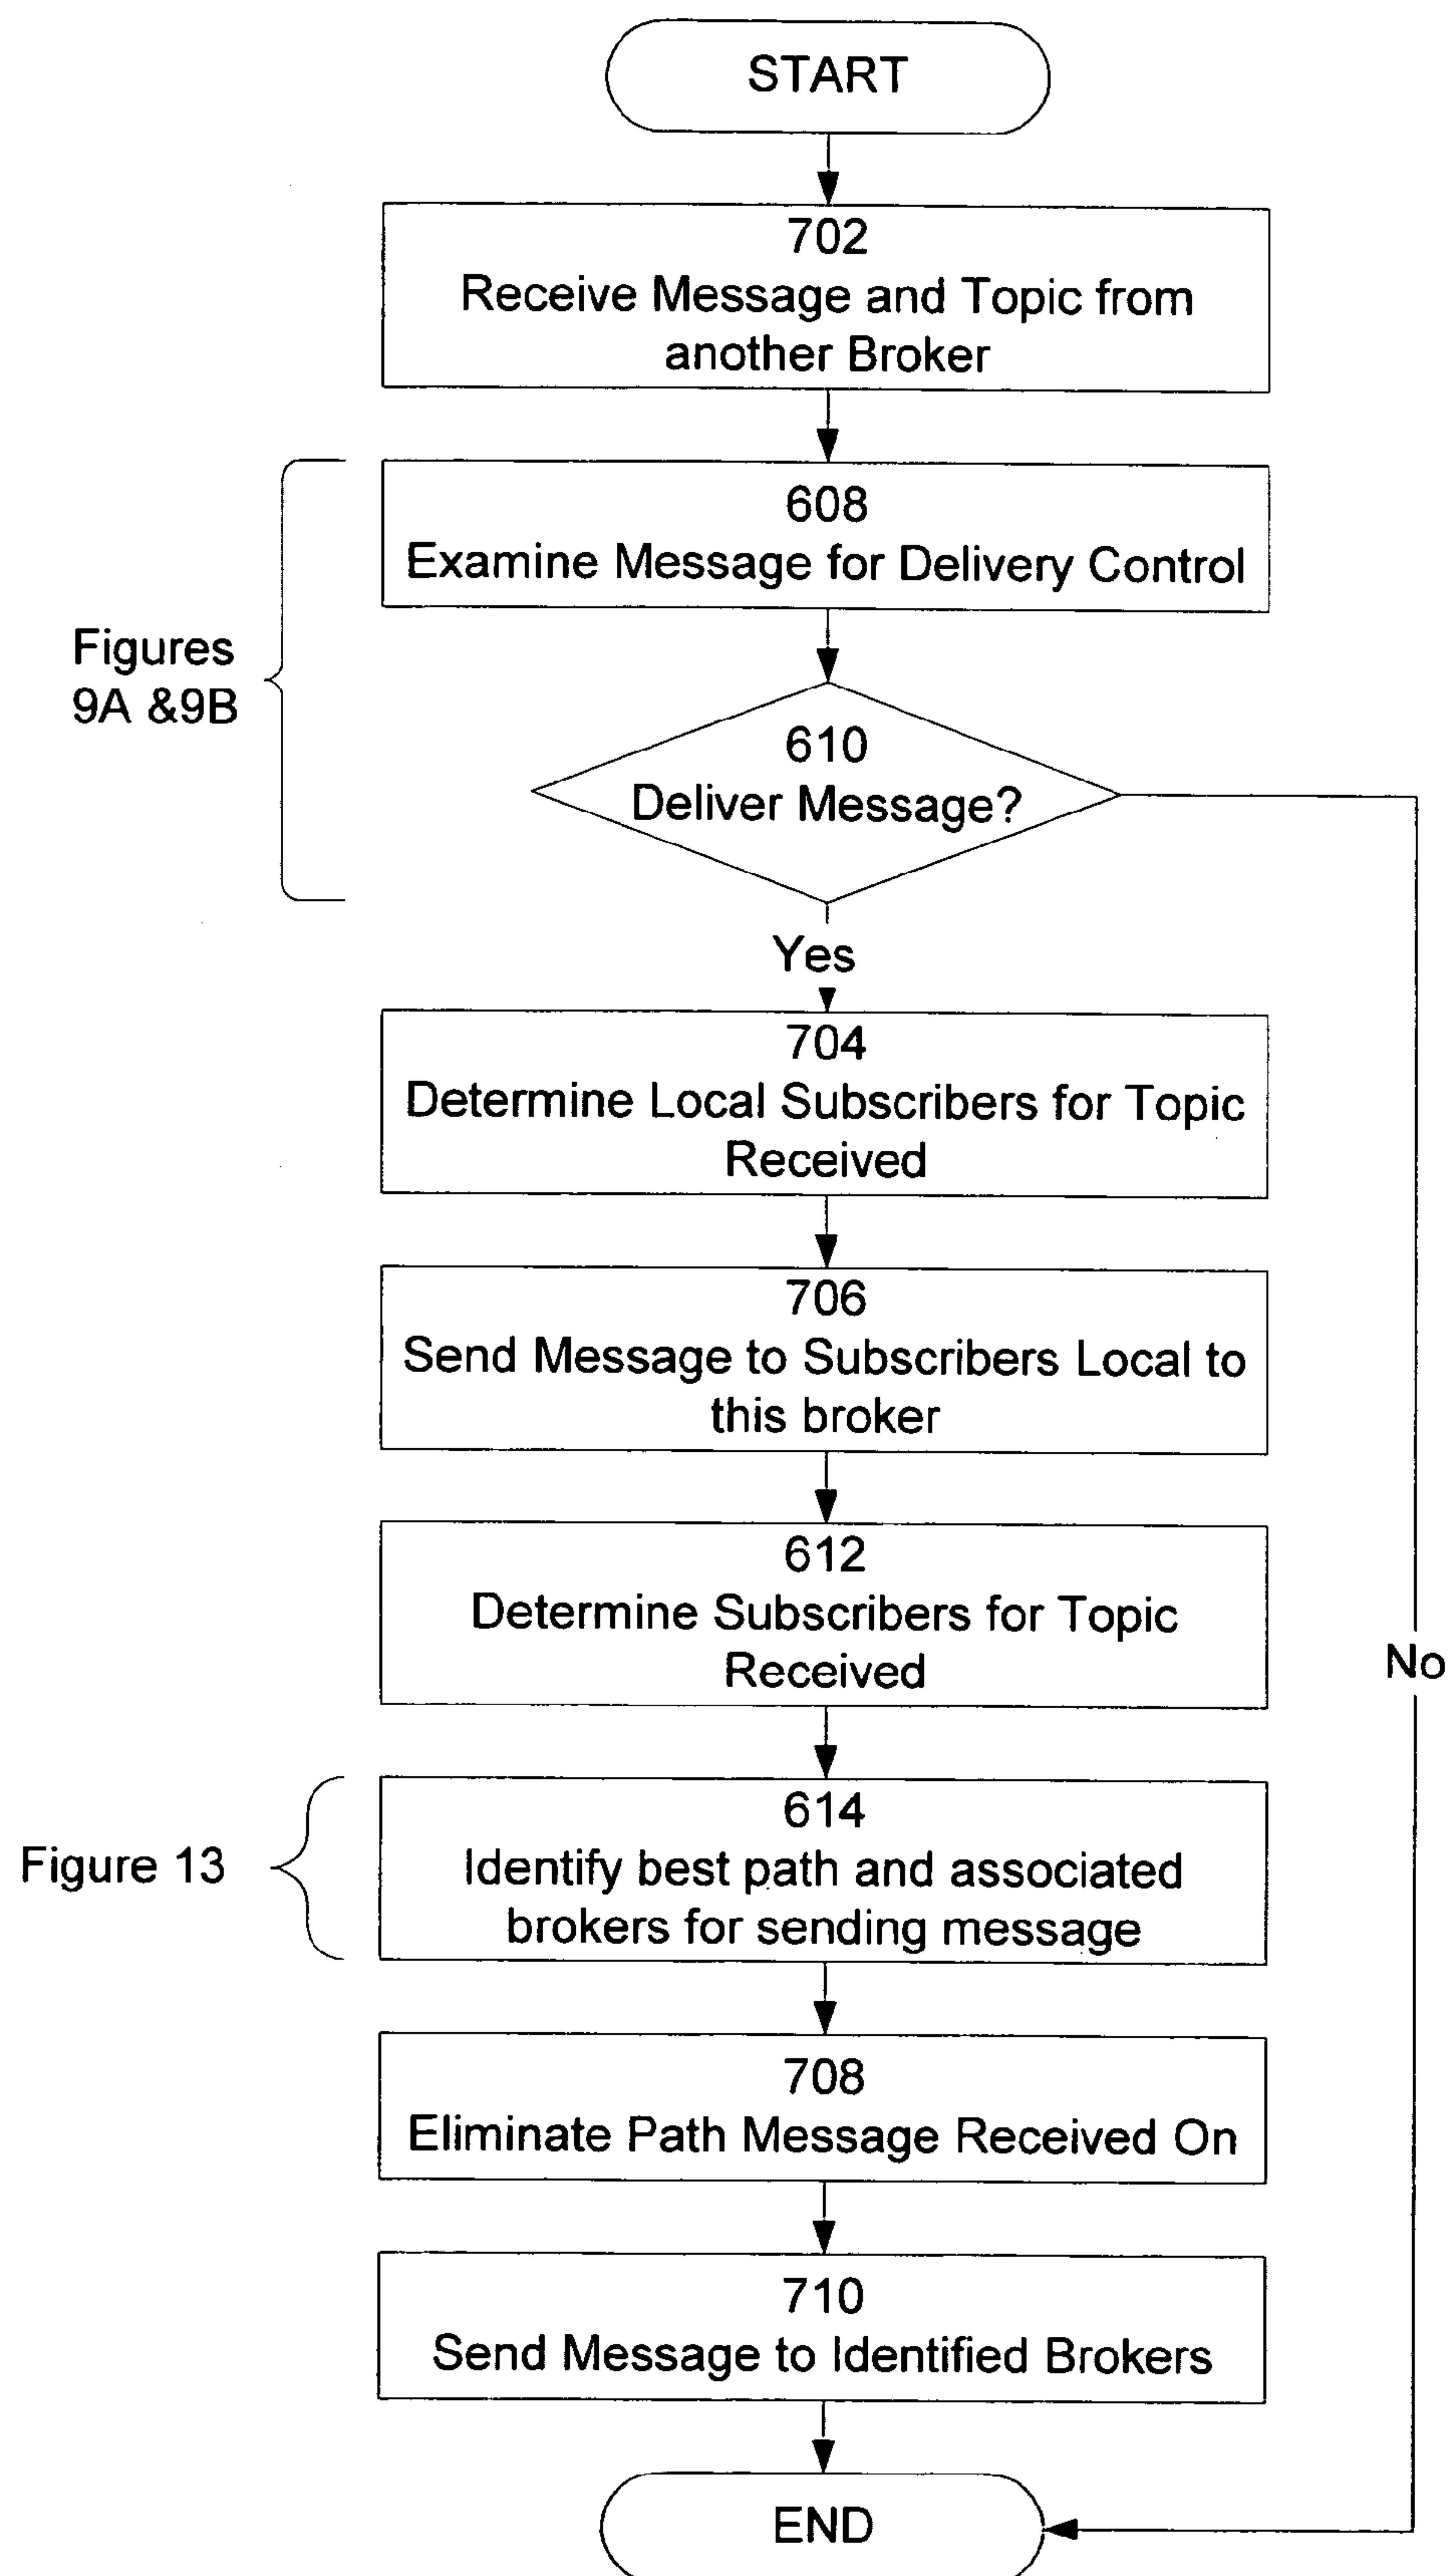 START
702
Receive Message and Topic from
another Broker
608
Examine Message for Delivery Control
Figures
9A &9B
610
Deliver Message?
Yes
704
Determine Local Subscribers for Topic
Received
706
Send Message to Subscribers Local to
this broker
612
Determine Subscribers for Topic
Received
No
614
Identify best path and associated
brokers for sending message
Figure 13
708
Eliminate Path Message Received On
710
Send Message to Identified Brokers
END